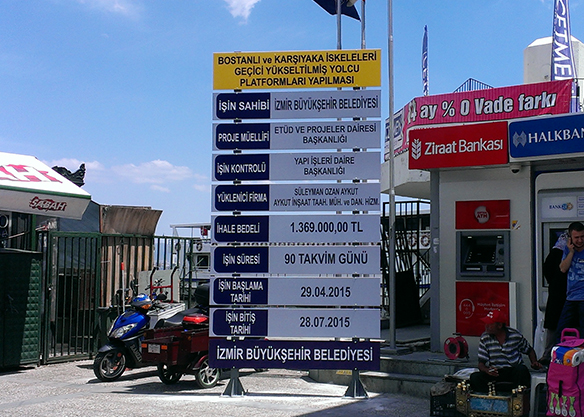 BOSTANLI ve KARŞIYAKA İSKELELERİ
GEÇİCİ YÜKSELTİLMİŞ YOLCU
PLATFORMLARI YAPILMASI
İŞİN SAHİBİ İZMİR BÜYÜKŞEHİR BELEDİYESİ
PROJE MÜELLİFİ ETÜD VE PROJELER DAİRESİ
BAŞKANLIĞI
İŞİN KONTROLÜ YAPI İŞLERİ DAİRE
BAŞKANLIĞI
YÜKLENİCİ FİRMA SÜLEYMAN OZAN AYKUT
AYKUT İNŞAAT TAAH. MÜH. ve DAN. HİZM
İHALE BEDELİ 1.369.000,00 TL
İŞİN SÜRESİ 90 TAKVİM GÜNÜ
İŞİN BAŞLAMA
TARİHİ 29.04.2015
İŞİN BİTİŞ
TARİHİ 28.07.2015
İZMİR BÜYÜKŞEHİR BELEDİYESİ
SABAH
4 ay % 0 Vade farkı
Ziraat Bankası
HALKBANK
ATM